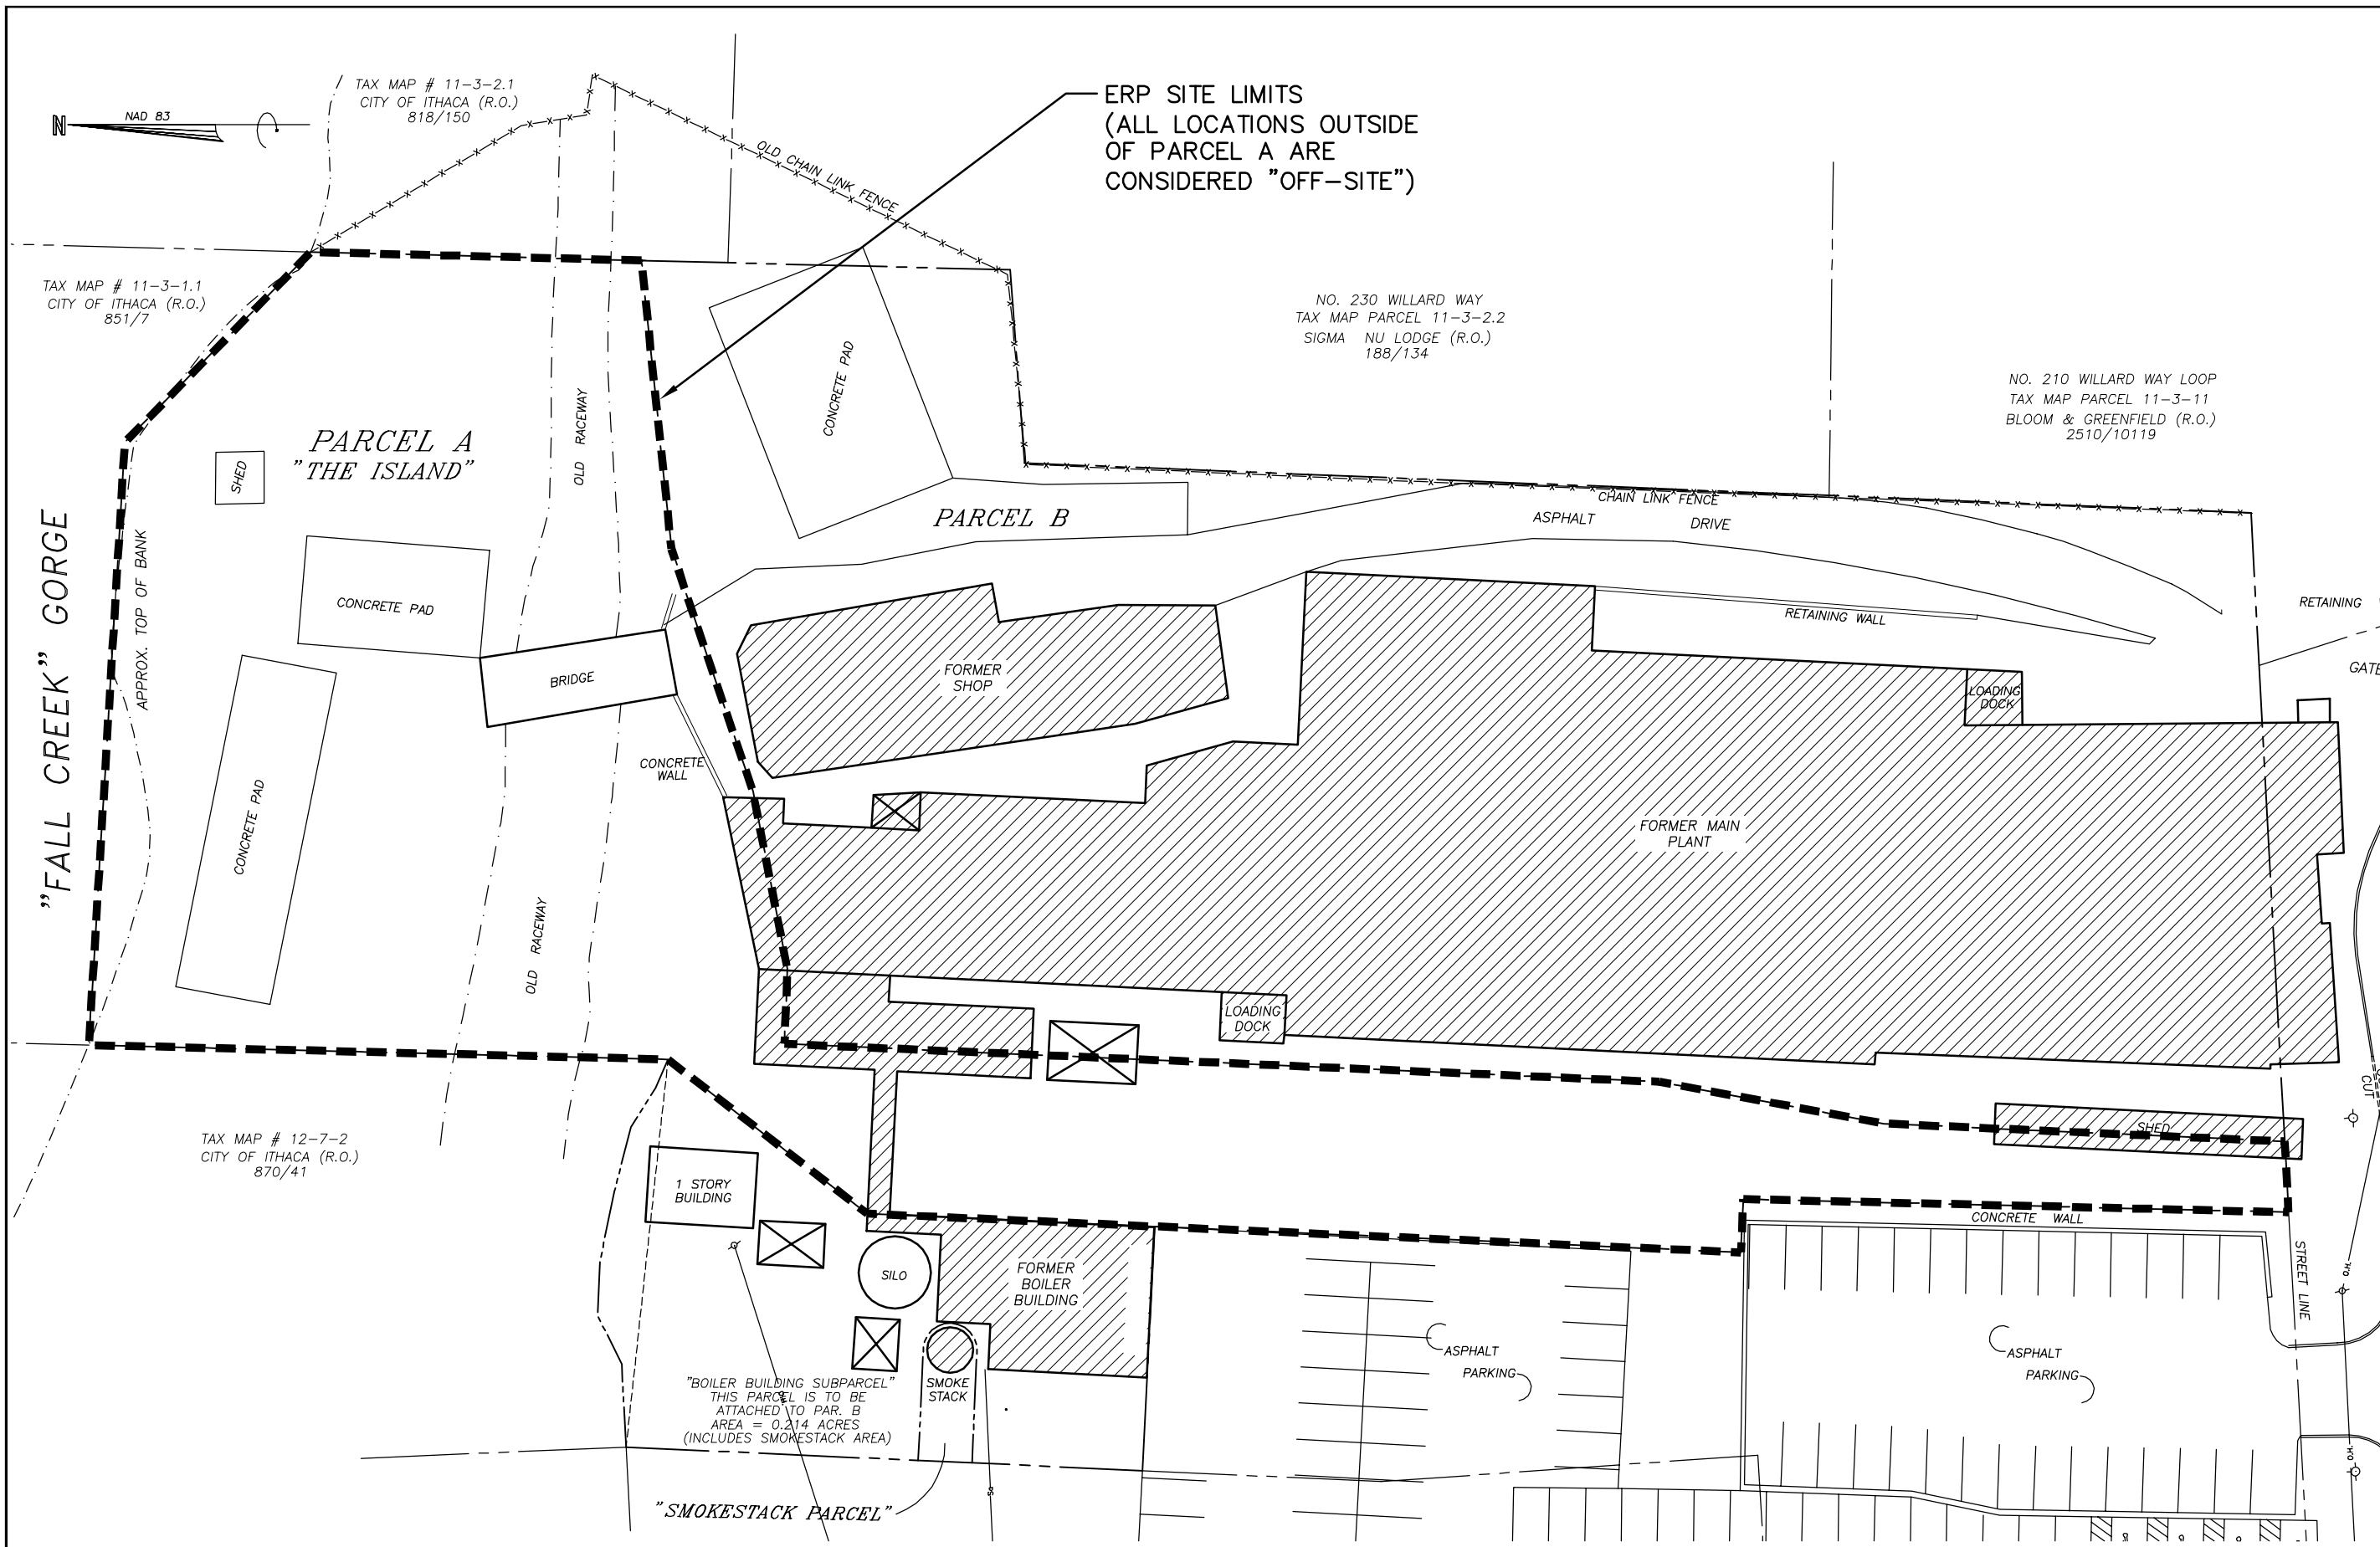 N
NAD 83
TAX MAP # 11-3-2.1
CITY OF ITHACA (R.O.)
818/150
ERP SITE LIMITS
(ALL LOCATIONS OUTSIDE
OF PARCEL A ARE
CONSIDERED "OFF-SITE")
OLD CHAIN LINK FENCE
TAX MAP # 11-3-1.1
CITY OF ITHACA (R.O.)
851/7
NO. 230 WILLARD WAY
TAX MAP PARCEL 11-3-2.2
SIGMA NU LODGE (R.O.)
188/134
NO. 210 WILLARD WAY LOOP
TAX MAP PARCEL 11-3-11
BLOOM & GREENFIELD (R.O.)
2510/10119
CONCRETE PAD
OLD RACEWAY
PARCEL A
"THE ISLAND"
SHED
PARCEL B
CHAIN LINK FENCE
ASPHALT DRIVE
"FALL CREEK" GORGE
APPROX. TOP OF BANK
CONCRETE PAD
RETAINING WALL
RETAINING
GATE
BRIDGE
FORMER
SHOP
LOADING
DOCK
CONCRETE
WALL
CONCRETE PAD
FORMER MAIN
PLANT
OLD RACEWAY
LOADING
DOCK
CUT
SHED
TAX MAP # 12-7-2
CITY OF ITHACA (R.O.)
870/41
1 STORY
BUILDING
CONCRETE WALL
STREET LINE
SILO
FORMER
BOILER
BUILDING
O.H.
ASPHALT
PARKING
ASPHALT
PARKING
"BOILER BUILDING SUBPARCEL"
THIS PARCEL IS TO BE
ATTACHED TO PAR. B
AREA = 0.214 ACRES
(INCLUDES SMOKESTACK AREA)
SMOKE
STACK
O.H.
"SMOKESTACK PARCEL"